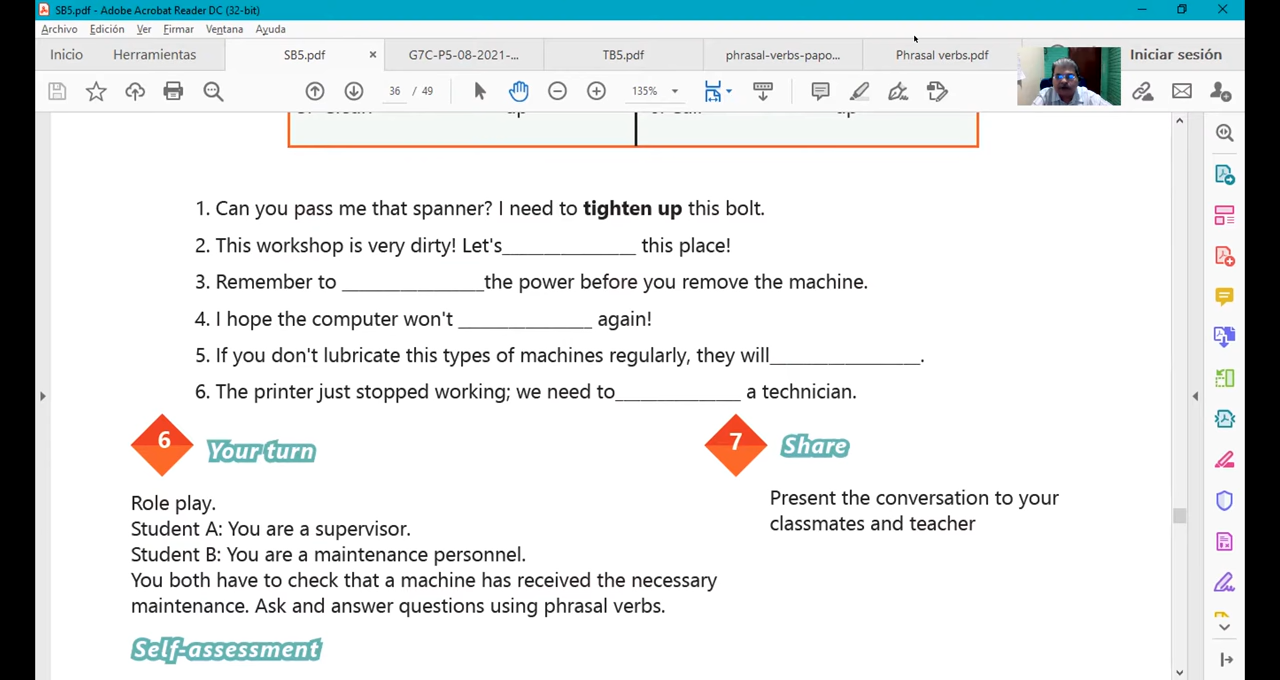 SB5.pdf - Adobe Acrobat Reader DC (32-bit)
Archivo Edición Ver Firmar Ventana Ayuda
Inicio Herramientas SB5.pdf × G7C-P5-08-2021-... TB5.pdf phrasal-verbs-papo... Phrasal verbs.pdf Iniciar sesión
36 / 49 135%
up up
1. Can you pass me that spanner? I need to tighten up this bolt.
2. This workshop is very dirty! Let's_____________ this place!
3. Remember to ______________the power before you remove the machine.
4. I hope the computer won't _____________ again!
5. If you don't lubricate this types of machines regularly, they will_______________.
6. The printer just stopped working; we need to_____________ a technician.
6 Your turn
Role play.
Student A: You are a supervisor.
Student B: You are a maintenance personnel.
You both have to check that a machine has received the necessary
maintenance. Ask and answer questions using phrasal verbs.
7 Share
Present the conversation to your
classmates and teacher
Self-assessment